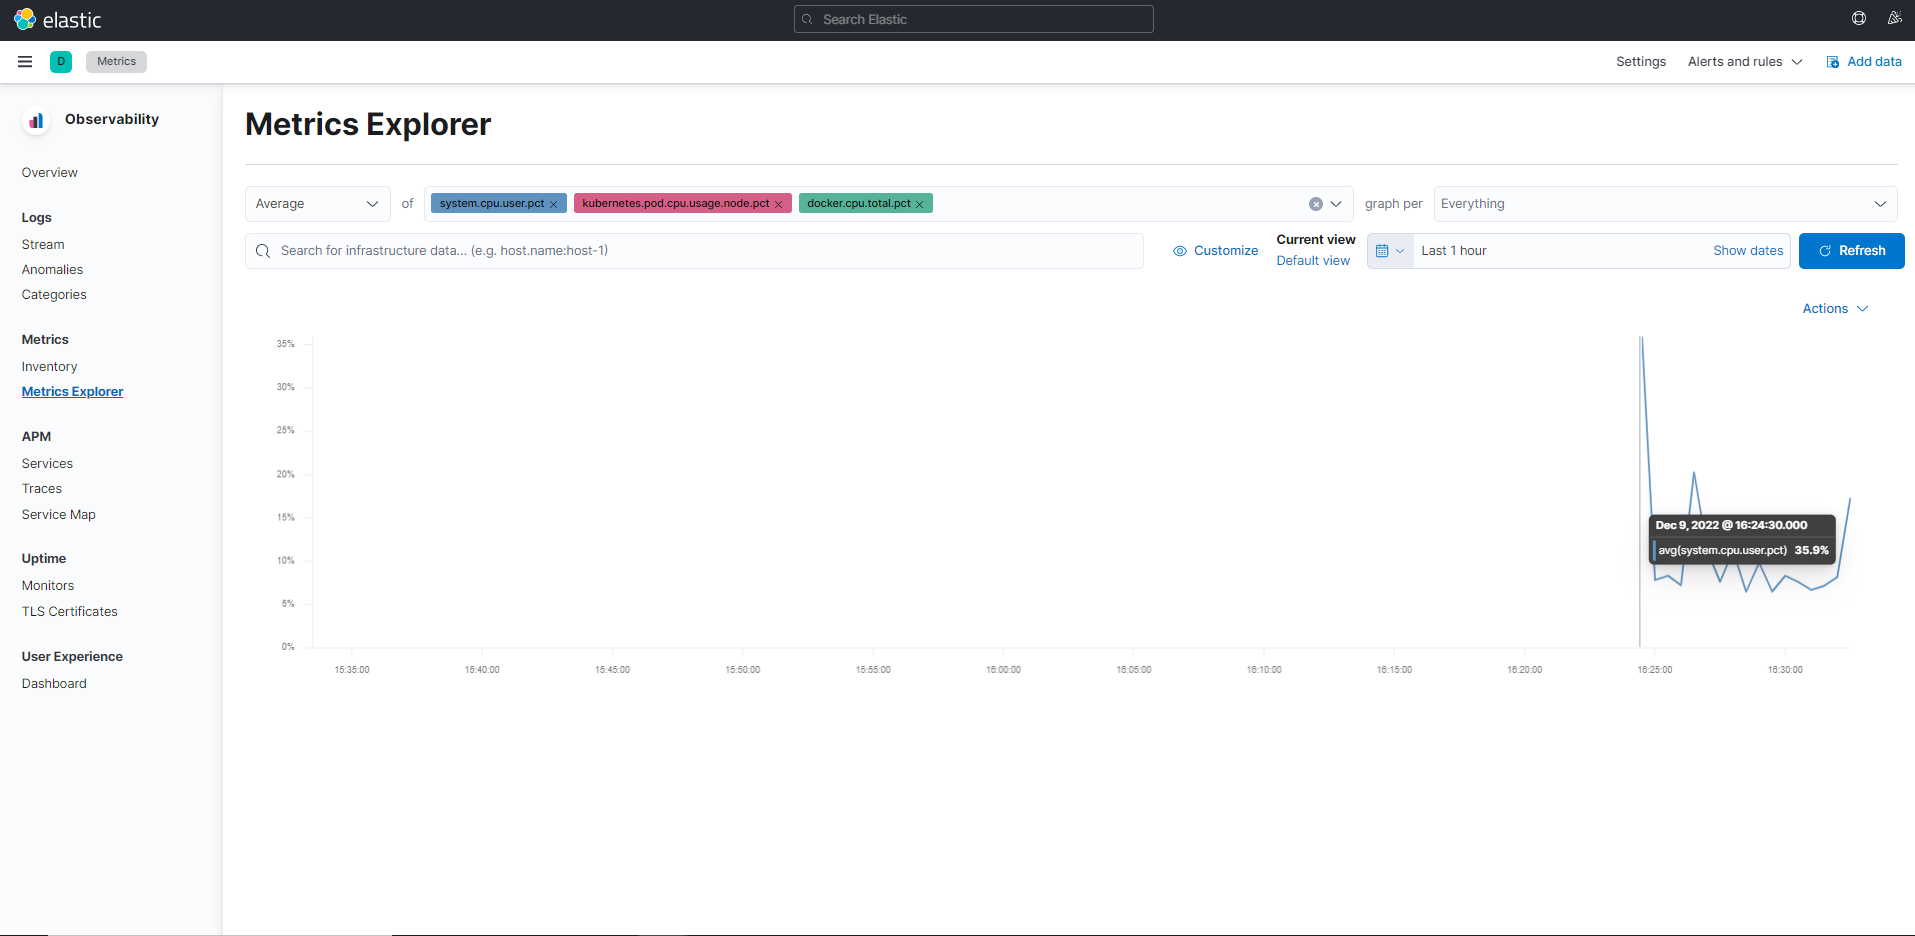 elastic
Search Elastic
D
Metrics
Settings
Alerts and rules
Add data
Observability
Overview
Logs
Stream
Anomalies
Categories
Metrics
Inventory
Metrics Explorer
APM
Services
Traces
Service Map
Uptime
Monitors
TLS Certificates
User Experience
Dashboard
Metrics Explorer
Average
of
system.cpu.user.pct
kubernetes.pod.cpu.usage.node.pct
docker.cpu.total.pct
graph per
Everything
Search for infrastructure data... (e.g. host.name:host-1)
Customize
Current view
Default view
Last 1 hour
Show dates
Refresh
Actions
35%
30%
25%
20%
15%
10%
5%
0%
Dec 9, 2022 @ 16:24:30.000
avg(system.cpu.user.pct) 35.9%
15:35:00
15:40:00
15:45:00
15:50:00
15:55:00
16:00:00
16:05:00
16:10:00
16:15:00
16:20:00
16:25:00
16:30:00